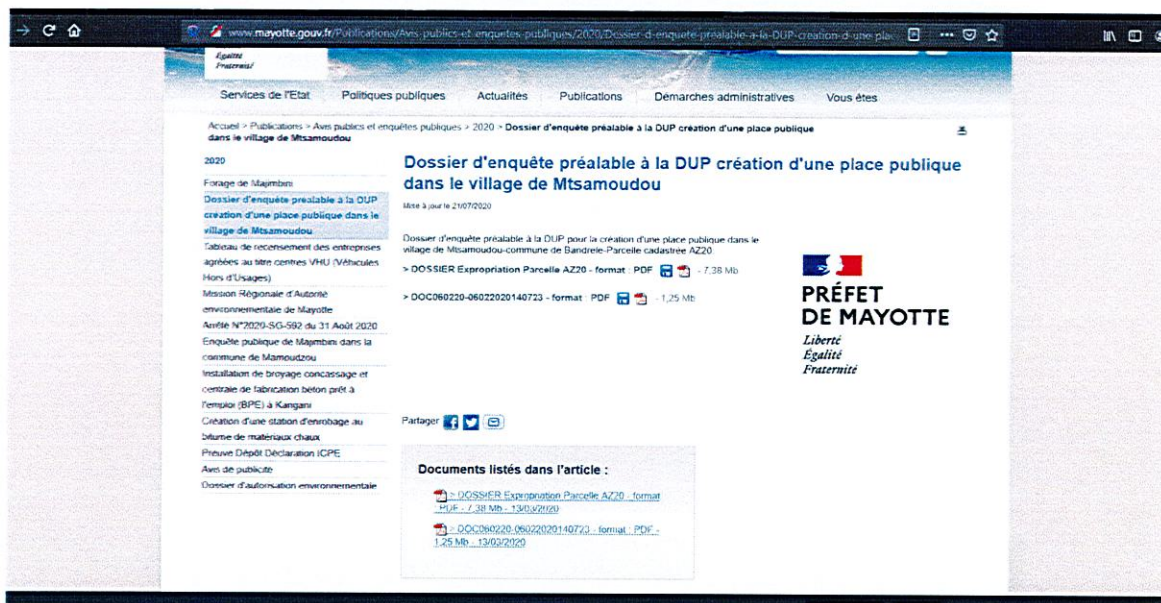 www.mayotte.gouv.fr/Publications/Avis-publics-et-enquetes-publiques/2020/Dossier-d-enquete-prealable-a-la-DUP-creation-d-une-plac
Égalité
Fraternité
Services de l'Etat Politiques publiques Actualités Publications Démarches administratives Vous êtes
Accueil > Publications > Avis publics et enquêtes publiques > 2020 > Dossier d'enquête préalable à la DUP création d'une place publique
dans le village de Mtsamoudou
2020
Forage de Majimbini
Dossier d'enquête préalable à la DUP
création d'une place publique dans le
village de Mtsamoudou
Tableau de recensement des entreprises
agréées au titre centres VHU (Véhicules
Hors d'Usages)
Mission Régionale d'Autorité
environnementale de Mayotte
Arrêté N°2020-SG-592 du 31 Août 2020
Enquête publique de Majimbini dans la
commune de Mamoudzou
Installation de broyage concassage et
centrale de fabrication béton prêt à
l'emploi (BPE) à Kangani
Création d'une station d'enrobage au
bitume de matériaux chaux
Preuve Dépôt Déclaration ICPE
Avis de publicité
Dossier d'autorisation environnementale
Dossier d'enquête préalable à la DUP création d'une place publique
dans le village de Mtsamoudou
Mise à jour le 21/07/2020
Dossier d'enquête préalable à la DUP pour la création d'une place publique dans le
village de Mtsamoudou-commune de Bandrele-Parcelle cadastrée AZ20.
> DOSSIER Expropriation Parcelle AZ20 - format : PDF - 7,38 Mb
> DOC060220-06022020140723 - format : PDF - 1,25 Mb
PRÉFET
DE MAYOTTE
Liberté
Égalité
Fraternité
Partager
Documents listés dans l'article :
> DOSSIER Expropriation Parcelle AZ20 - format
: PDF - 7,38 Mb - 13/03/2020
> DOC060220-06022020140723 - format : PDF -
1,25 Mb - 13/03/2020